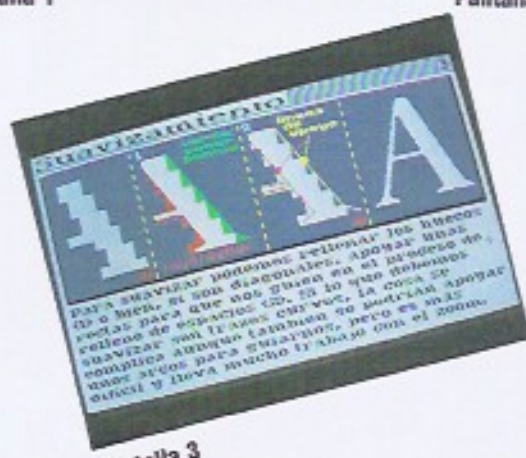 Suavizamiento
Líneas
de
apoyo
Para suavizar podemos rellenar los huecos
(1) o bien, si son diagonales, apoyar unas
rectas para que nos guíen en el proceso de
relleno de espacios (2). Si lo que debemos
suavizar son trazos curvos, la cosa se
complica aunque también se podrían apoyar
unos arcos para guiarnos, pero es más
difícil y lleva mucho trabajo con el zoom.
3